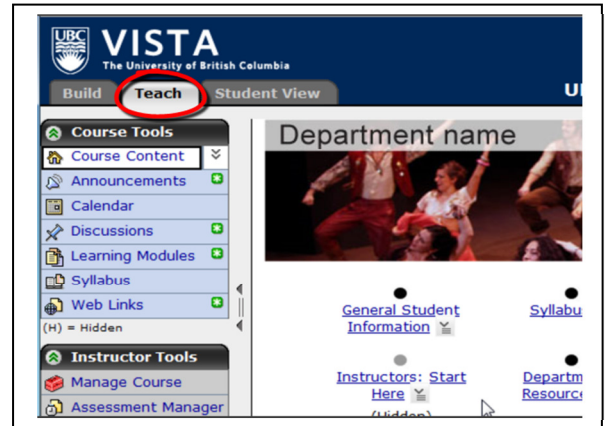 UBC
VISTA
The University of British Columbia
Build Teach Student View
Course Tools
Course Content
Announcements
Calendar
Discussions
Learning Modules
Syllabus
Web Links
(H) = Hidden
Instructor Tools
Manage Course
Assessment Manager
Department name
General Student
Information
Instructors: Start
Here
(Hidden)